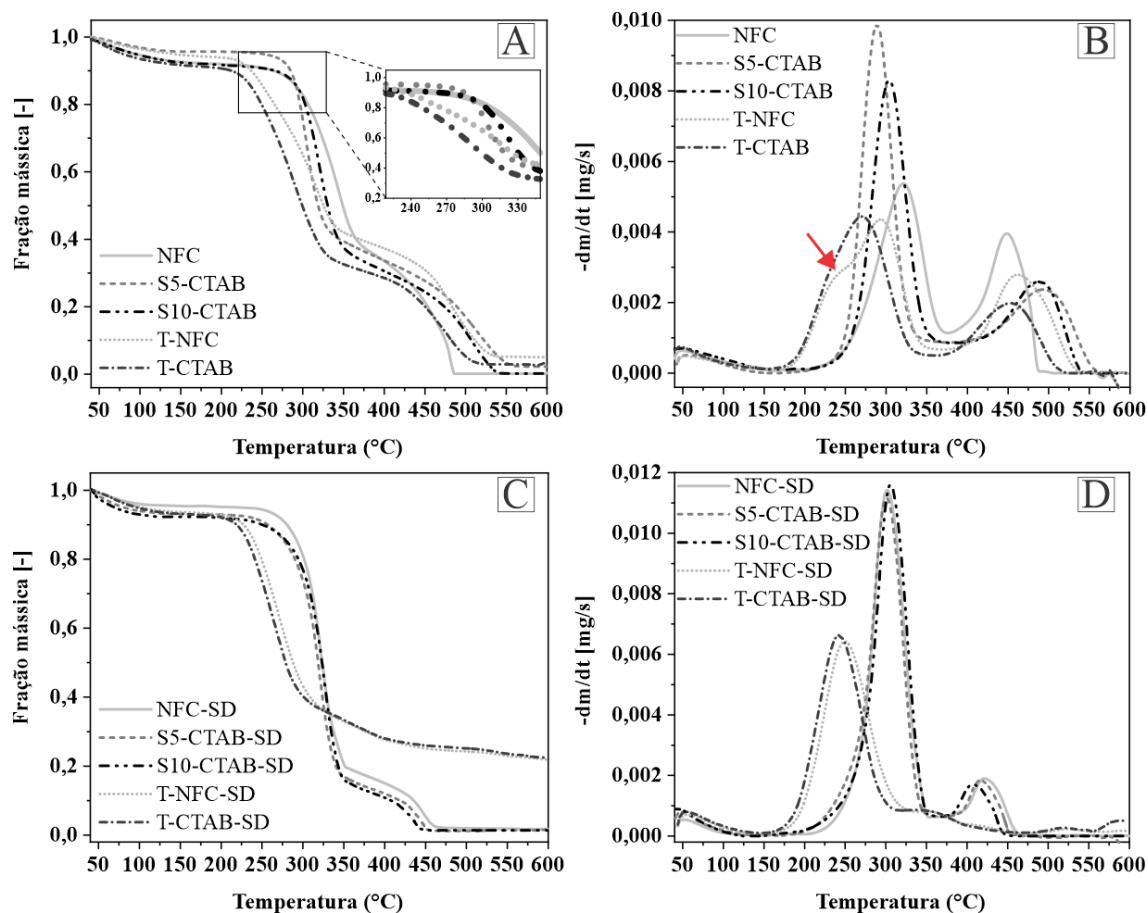 A
1,0
0,8
0,6
0,4
0,2
0,0
Fração mássica [-]
1,0
0,8
0,6
0,4
0,2
240 270 300 330
NFC
S5-CTAB
S10-CTAB
T-NFC
T-CTAB
50 100 150 200 250 300 350 400 450 500 550 600
Temperatura (°C)
B
0,010
0,008
0,006
0,004
0,002
0,000
-dm/dt [mg/s]
NFC
S5-CTAB
S10-CTAB
T-NFC
T-CTAB
50 100 150 200 250 300 350 400 450 500 550 600
Temperatura (°C)
C
1,0
0,8
0,6
0,4
0,2
0,0
Fração mássica [-]
NFC-SD
S5-CTAB-SD
S10-CTAB-SD
T-NFC-SD
T-CTAB-SD
50 100 150 200 250 300 350 400 450 500 550 600
Temperatura (°C)
D
0,012
0,010
0,008
0,006
0,004
0,002
0,000
-dm/dt [mg/s]
NFC-SD
S5-CTAB-SD
S10-CTAB-SD
T-NFC-SD
T-CTAB-SD
50 100 150 200 250 300 350 400 450 500 550 600
Temperatura (°C)